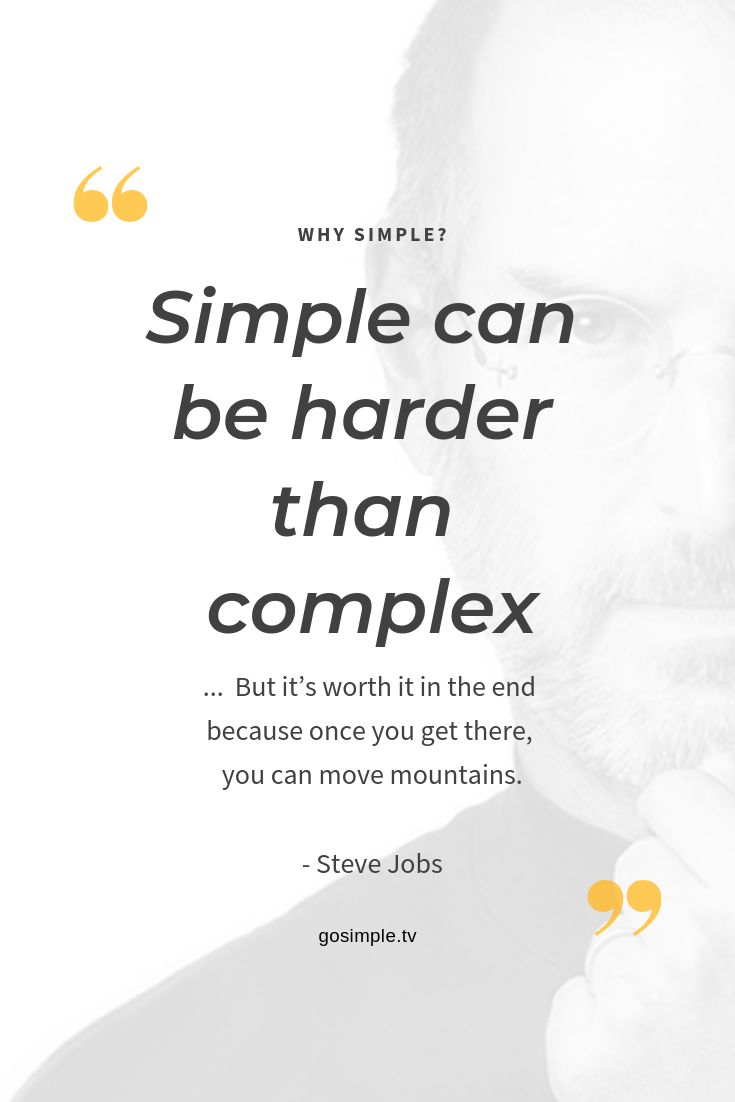 “
WHY SIMPLE?
Simple can
be harder
than
complex
...  But it’s worth it in the end
because once you get there,
you can move mountains.
- Steve Jobs
”
gosimple.tv